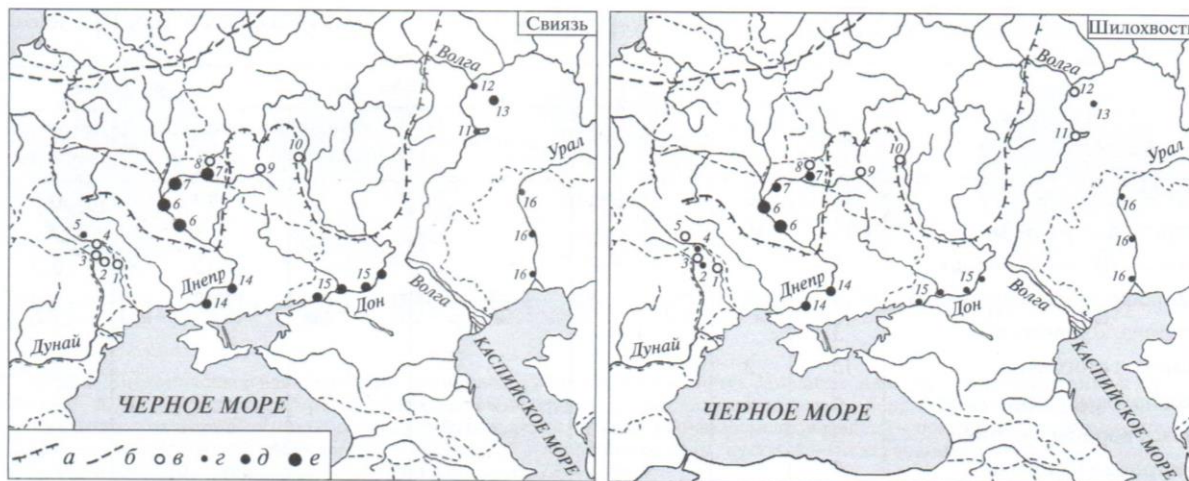 Свиязь
Волга
12
13
11
10
8
9
7
7
Урал
6
6
16
16
16
5
4
3
2
1
Днепр
14
14
15
15
Дон
Волга
Дунай
ЧЕРНОЕ МОРЕ
КАСПИЙСКОЕ МОРЕ
а б в г д е
Шилохвость
Волга
12
13
11
10
8
9
7
7
Урал
6
6
16
16
16
5
4
3
2
1
Днепр
14
14
15
15
Дон
Волга
Дунай
ЧЕРНОЕ МОРЕ
КАСПИЙСКОЕ МОРЕ